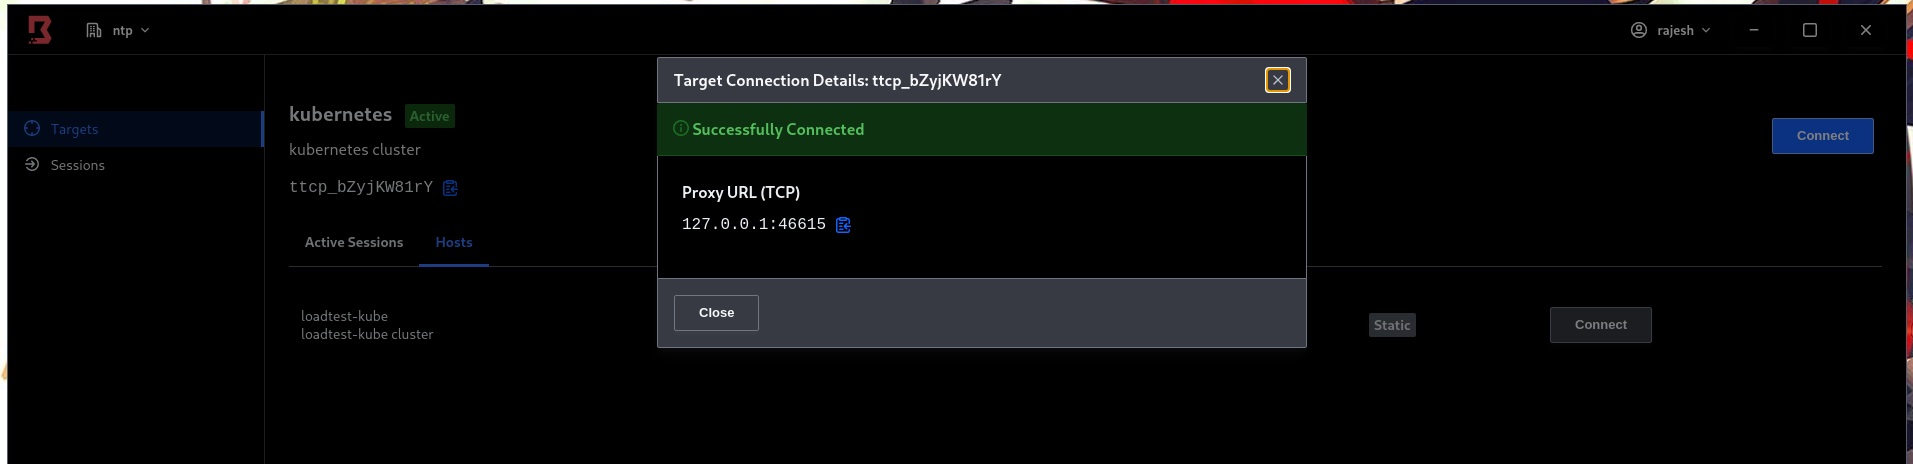 ntp
rajesh
Target Connection Details: ttcp_bZyjKW81rY
Successfully Connected
Proxy URL (TCP)
127.0.0.1:46615
Close
Targets
Sessions
kubernetes Active
kubernetes cluster
ttcp_bZyjKW81rY
Connect
Active Sessions Hosts
loadtest-kube
loadtest-kube cluster
Static
Connect